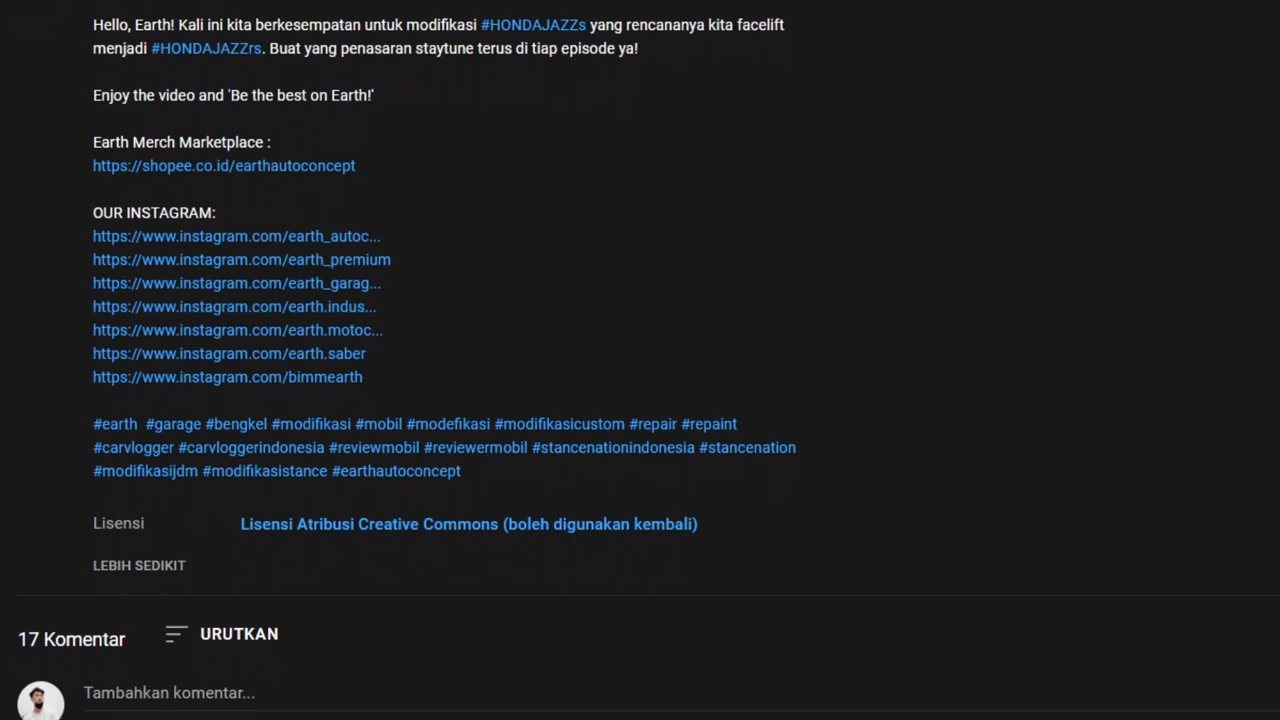 Hello, Earth! Kali ini kita berkesempatan untuk modifikasi #HONDAJAZZs yang rencananya kita facelift
menjadi #HONDAJAZZrs. Buat yang penasaran staytune terus di tiap episode ya!
Enjoy the video and 'Be the best on Earth!'
Earth Merch Marketplace :
https://shopee.co.id/earthautoconcept
OUR INSTAGRAM:
https://www.instagram.com/earth_autoc...
https://www.instagram.com/earth_premium
https://www.instagram.com/earth_garag...
https://www.instagram.com/earth.indus...
https://www.instagram.com/earth.motoc...
https://www.instagram.com/earth.saber
https://www.instagram.com/bimmearth
#earth #garage #bengkel #modifikasi #mobil #modefikasi #modifikasicustom #repair #repaint
#carvlogger #carvloggerindonesia #reviewmobil #reviewermobil #stancenationindonesia #stancenation
#modifikasijdm #modifikasistance #earthautoconcept
Lisensi Lisensi Atribusi Creative Commons (boleh digunakan kembali)
LEBIH SEDIKIT
17 Komentar URUTKAN
Tambahkan komentar...